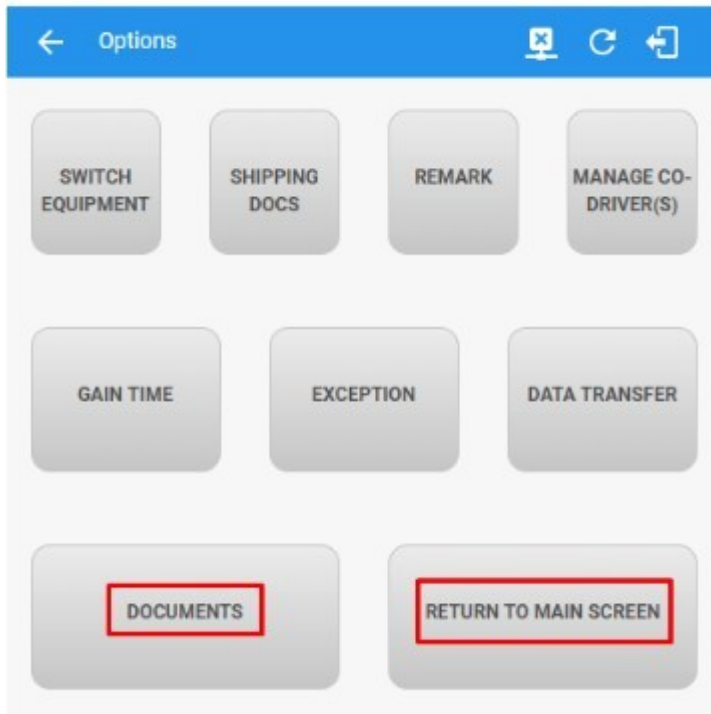 Options
SWITCH
EQUIPMENT
SHIPPING
DOCS
REMARK
MANAGE CO-
DRIVER(S)
GAIN TIME
EXCEPTION
DATA TRANSFER
DOCUMENTS
RETURN TO MAIN SCREEN